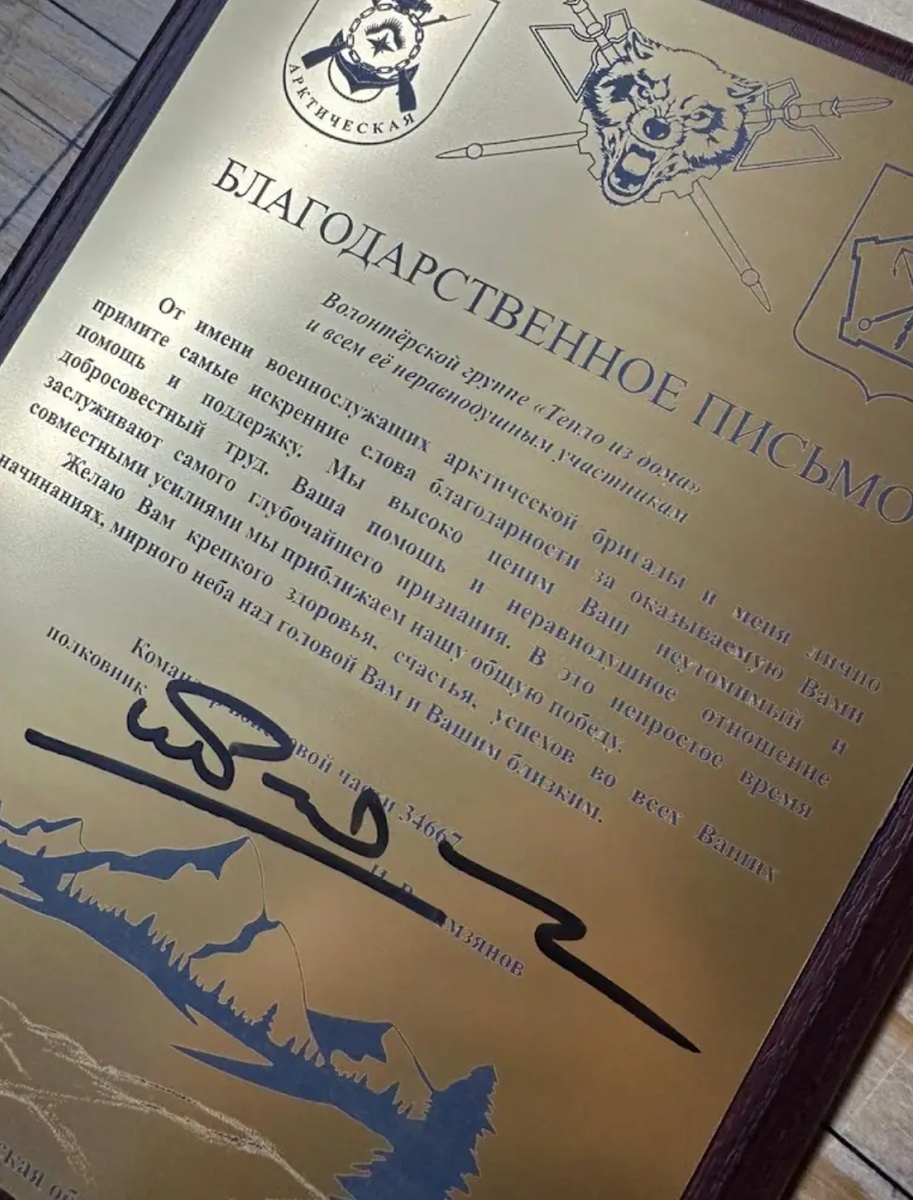 АРКТИЧЕСКАЯ
БЛАГОДАРСТВЕННОЕ ПИСЬМО
Волонтёрской группе «Тепло из дома»
и всем её неравнодушным участникам
От имени военнослужащих арктической бригады и меня лично
примите самые искренние слова благодарности за оказываемую Вами
помощь и поддержку. Мы высоко ценим Ваш неутомимый и
добросовестный труд. Ваша помощь и неравнодушное отношение
заслуживают самого глубочайшего признания. В это непростое время
совместными усилиями мы приближаем нашу общую победу.
Желаю Вам крепкого здоровья, счастья, успехов во всех Ваших
начинаниях, мирного неба над головой Вам и Вашим близким.
части 34667
полковник